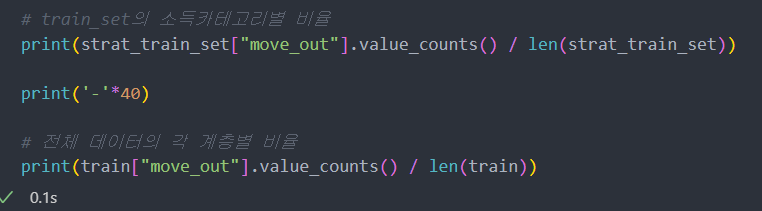 # train_set의 소득카테고리별 비율
print(strat_train_set["move_out"].value_counts() / len(strat_train_set))
print('-'*40)
# 전체 데이터의 각 계층별 비율
print(train["move_out"].value_counts() / len(train))
✓ 0.1s